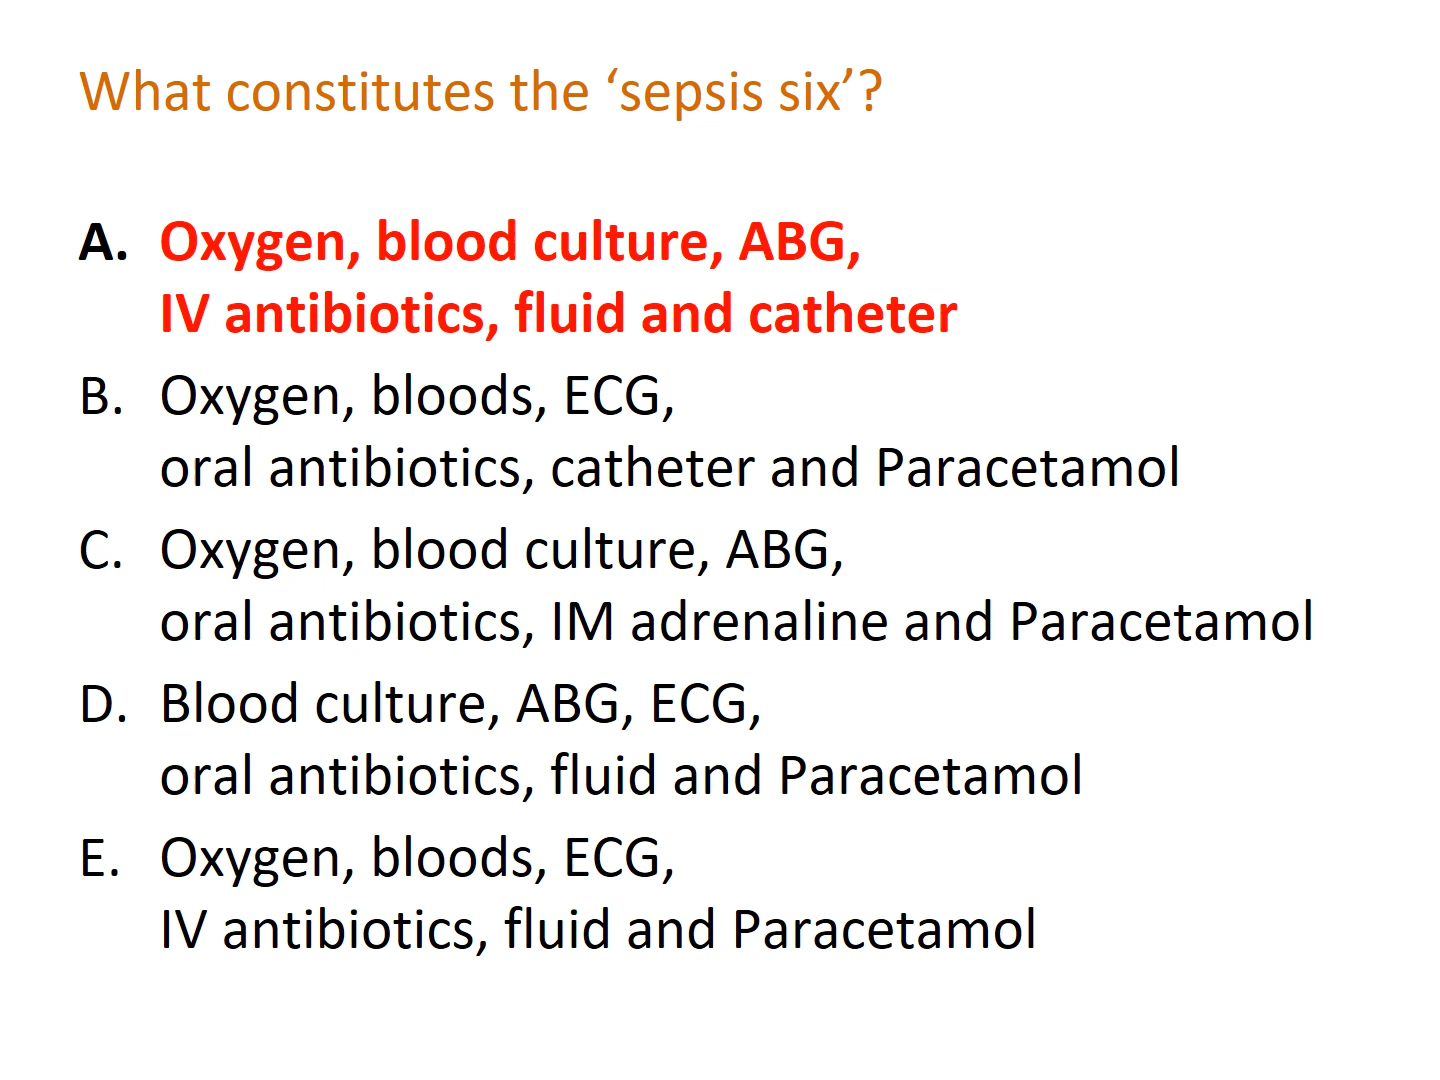 What constitutes the ‘sepsis six’?
A. Oxygen, blood culture, ABG,
IV antibiotics, fluid and catheter
B. Oxygen, bloods, ECG,
oral antibiotics, catheter and Paracetamol
C. Oxygen, blood culture, ABG,
oral antibiotics, IM adrenaline and Paracetamol
D. Blood culture, ABG, ECG,
oral antibiotics, fluid and Paracetamol
E. Oxygen, bloods, ECG,
IV antibiotics, fluid and Paracetamol